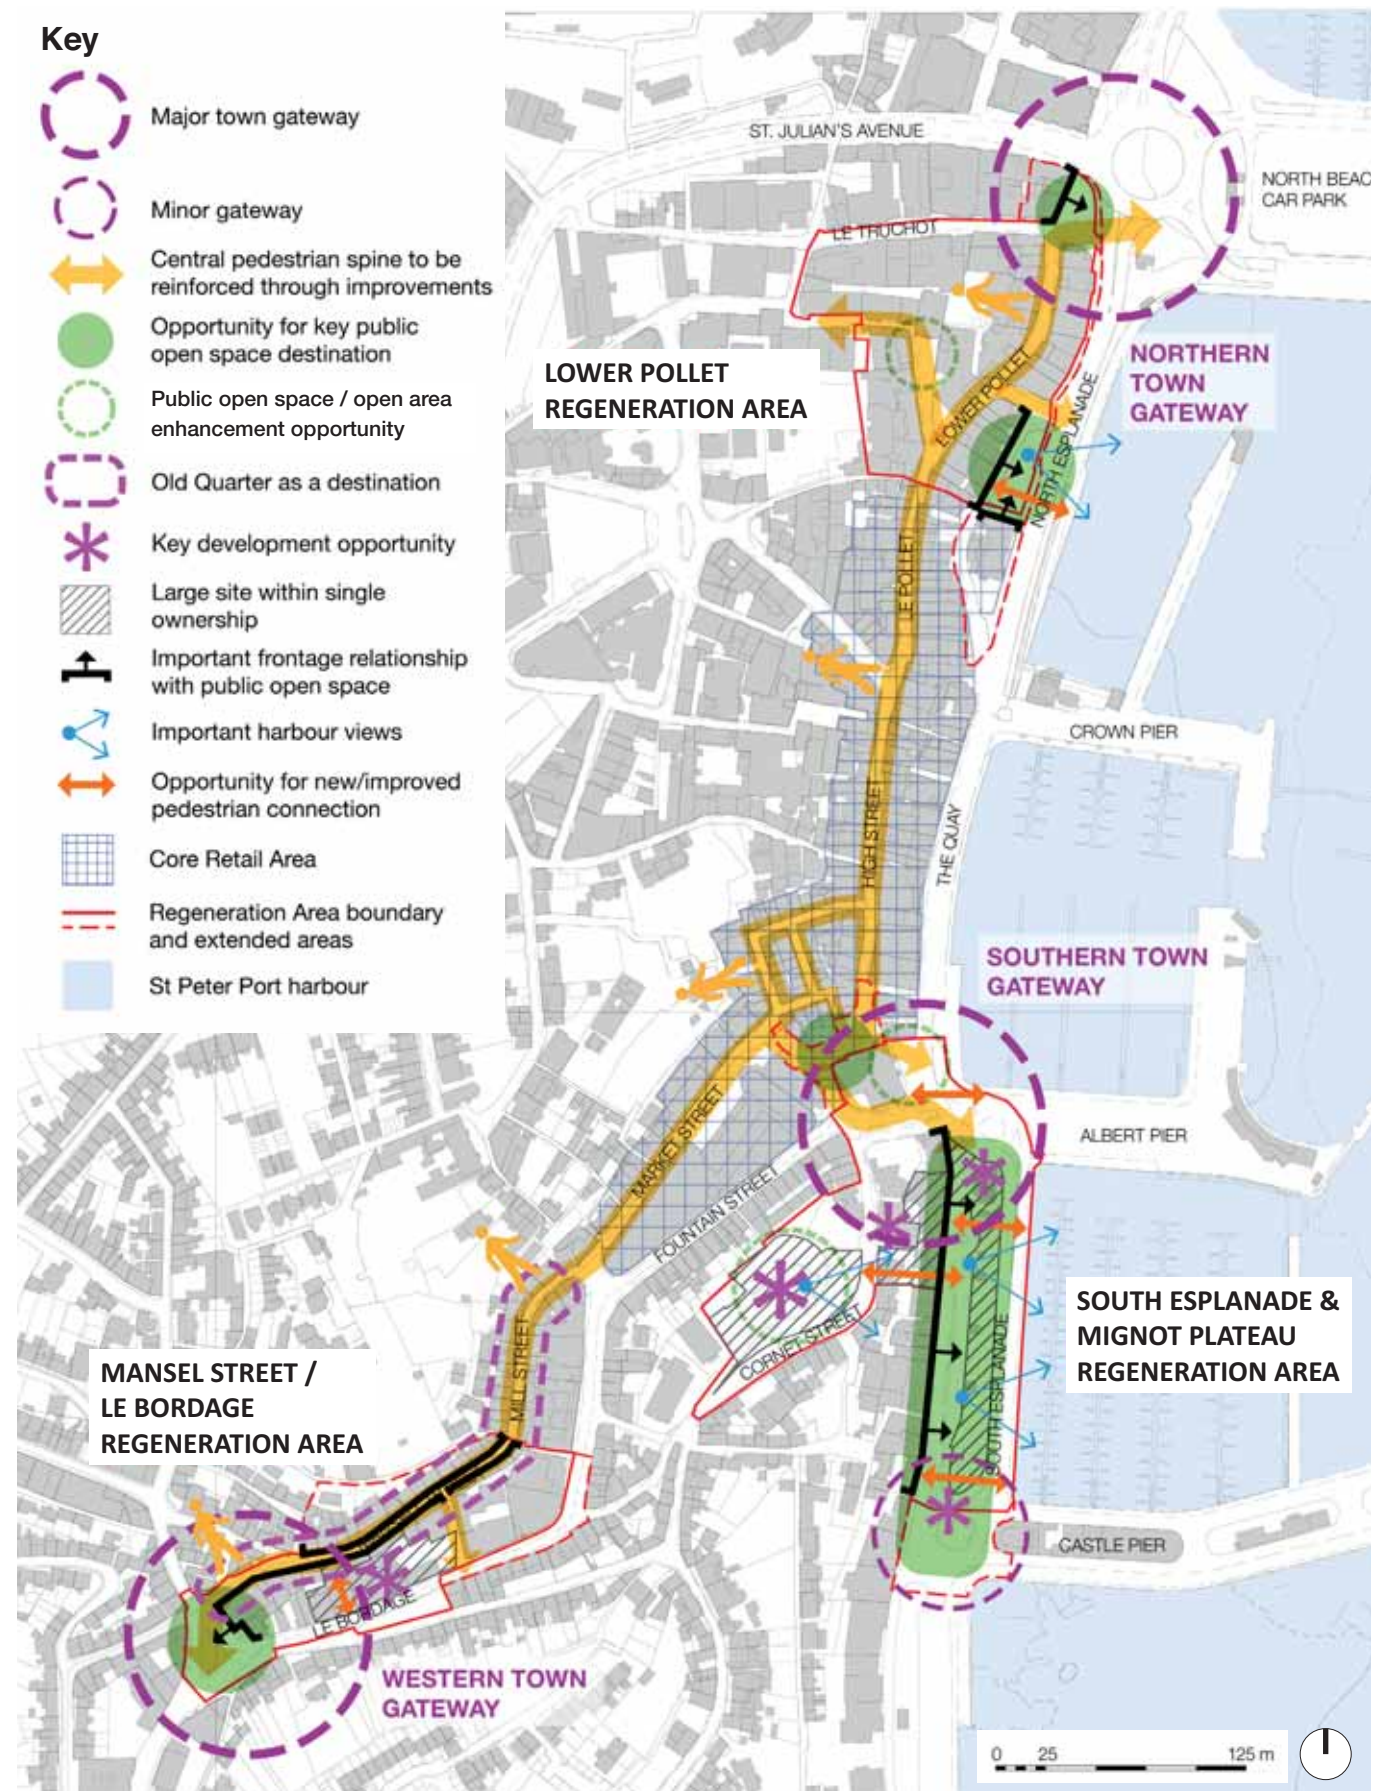 Key
Major town gateway
Minor gateway
Central pedestrian spine to be
reinforced through improvements
Opportunity for key public
open space destination
Public open space / open area
enhancement opportunity
Old Quarter as a destination
Key development opportunity
Large site within single
ownership
Important frontage relationship
with public open space
Important harbour views
Opportunity for new/improved
pedestrian connection
Core Retail Area
Regeneration Area boundary
and extended areas
St Peter Port harbour
ST. JULIAN'S AVENUE
NORTH BEAC
CAR PARK
LE TRUCHOT
LOWER POLLET
REGENERATION AREA
NORTHERN
TOWN
GATEWAY
LOWER POLLET
NORTH ESPLANADE
LE POLLET
CROWN PIER
HIGH STREET
THE QUAY
SOUTHERN TOWN
GATEWAY
MARKET STREET
FOUNTAIN STREET
ALBERT PIER
CORNET STREET
SOUTH ESPLANADE
SOUTH ESPLANADE &
MIGNOT PLATEAU
REGENERATION AREA
MILL STREET
MANSEL STREET /
LE BORDAGE
REGENERATION AREA
LE BORDAGE
CASTLE PIER
WESTERN TOWN
GATEWAY
0 25 125 m